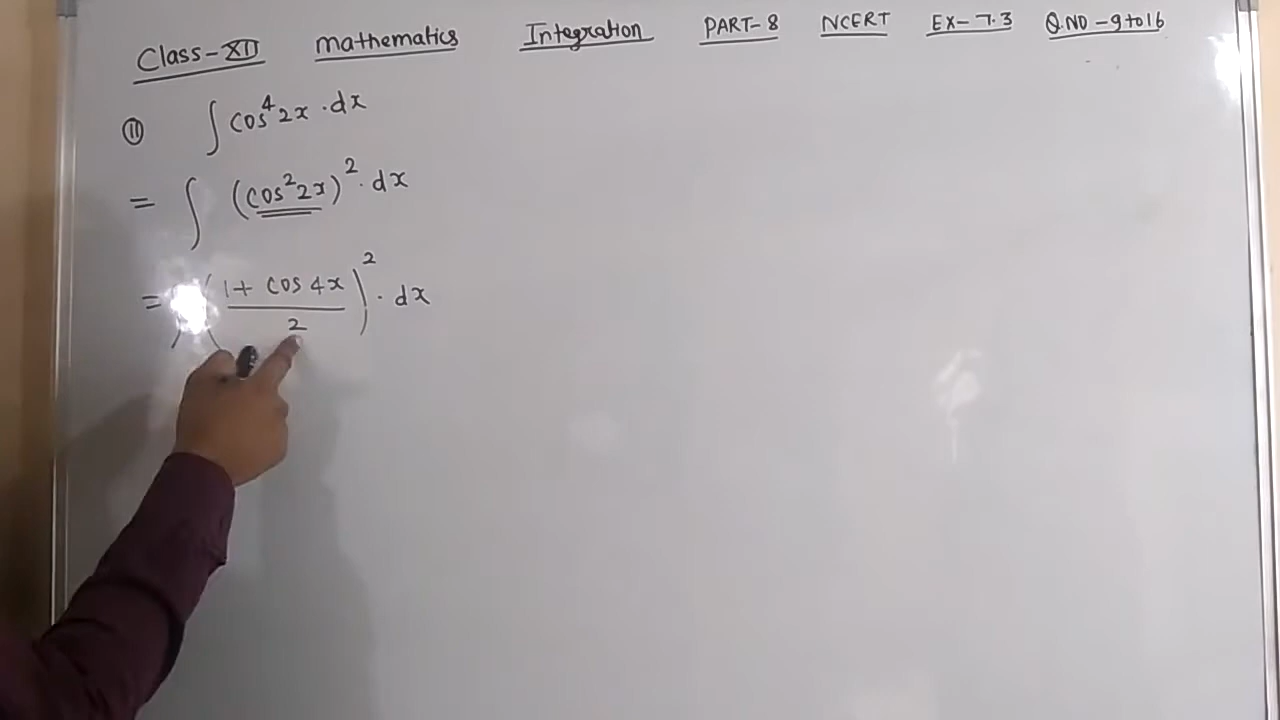 Class-XII Mathematics Integration PART-8 NCERT EX-7.3 Q.NO-9to16
⑪ ∫ cos⁴2x · dx
= ∫ (cos²2x)² · dx
= ((1 + cos 4x)/2)² · dx